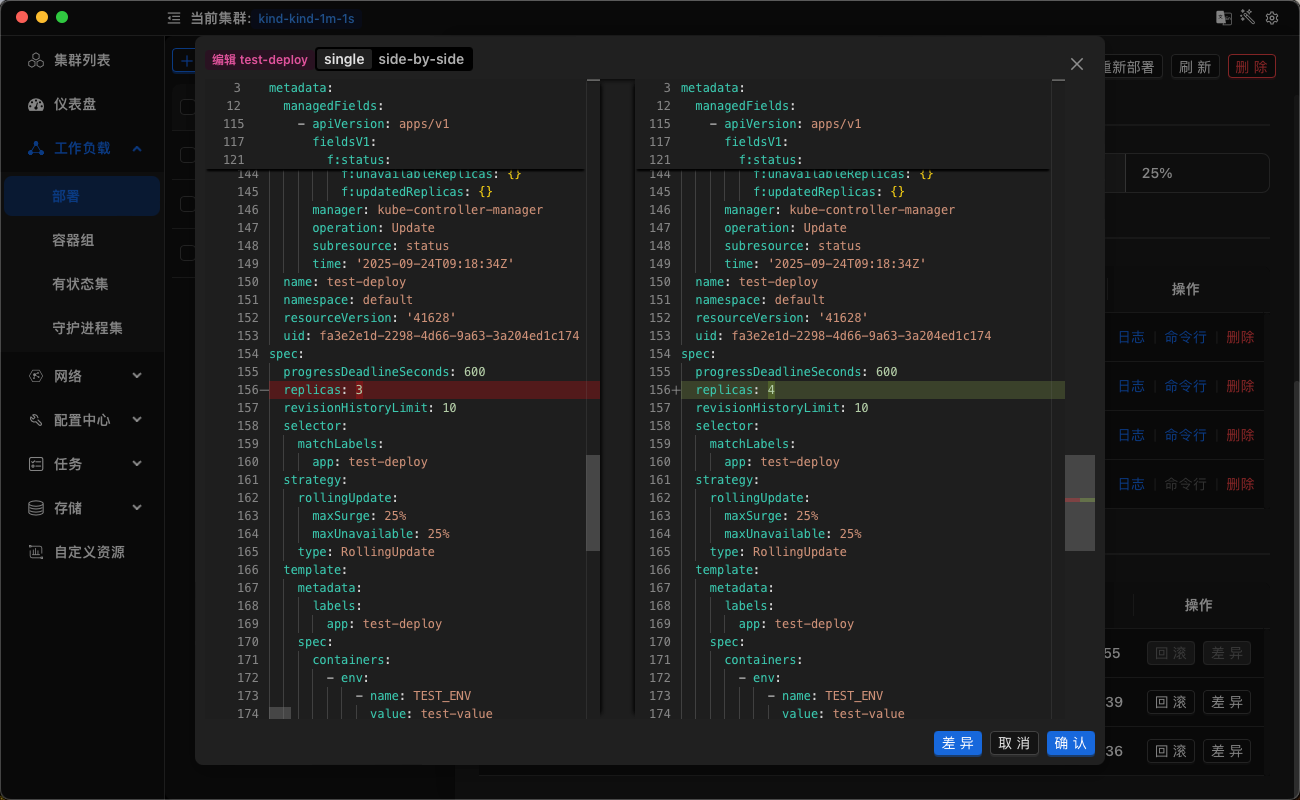 当前集群: kind-kind-1m-1s
集群列表
仪表盘
工作负载
部署
容器组
有状态集
守护进程集
网络
配置中心
任务
存储
自定义资源
编辑 test-deploy single side-by-side
3 metadata:
12 managedFields:
115 - apiVersion: apps/v1
117 fieldsV1:
121 f:status:
144 f:unavailableReplicas: {}
145 f:updatedReplicas: {}
146 manager: kube-controller-manager
147 operation: Update
148 subresource: status
149 time: '2025-09-24T09:18:34Z'
150 name: test-deploy
151 namespace: default
152 resourceVersion: '41628'
153 uid: fa3e2e1d-2298-4d66-9a63-3a204ed1c174
154 spec:
155 progressDeadlineSeconds: 600
156— replicas: 3
157 revisionHistoryLimit: 10
158 selector:
159 matchLabels:
160 app: test-deploy
161 strategy:
162 rollingUpdate:
163 maxSurge: 25%
164 maxUnavailable: 25%
165 type: RollingUpdate
166 template:
167 metadata:
168 labels:
169 app: test-deploy
170 spec:
171 containers:
172 - env:
173 - name: TEST_ENV
174 value: test-value
3 metadata:
12 managedFields:
115 - apiVersion: apps/v1
117 fieldsV1:
121 f:status:
144 f:unavailableReplicas: {}
145 f:updatedReplicas: {}
146 manager: kube-controller-manager
147 operation: Update
148 subresource: status
149 time: '2025-09-24T09:18:34Z'
150 name: test-deploy
151 namespace: default
152 resourceVersion: '41628'
153 uid: fa3e2e1d-2298-4d66-9a63-3a204ed1c174
154 spec:
155 progressDeadlineSeconds: 600
156+ replicas: 4
157 revisionHistoryLimit: 10
158 selector:
159 matchLabels:
160 app: test-deploy
161 strategy:
162 rollingUpdate:
163 maxSurge: 25%
164 maxUnavailable: 25%
165 type: RollingUpdate
166 template:
167 metadata:
168 labels:
169 app: test-deploy
170 spec:
171 containers:
172 - env:
173 - name: TEST_ENV
174 value: test-value
差 异 取 消 确 认
重新部署 刷 新 删 除
25%
操作
日志 命令行 删除
日志 命令行 删除
日志 命令行 删除
日志 命令行 删除
操作
55 回 滚 差 异
39 回 滚 差 异
36 回 滚 差 异